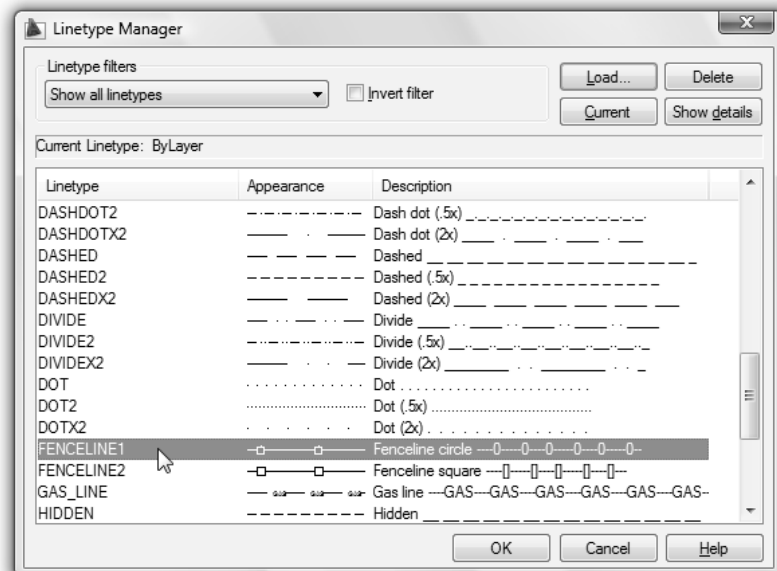 Linetype Manager
Linetype filters
Show all linetypes
Invert filter
Load...
Delete
Current
Show details
Current Linetype: ByLayer
Linetype Appearance Description
DASHDOT2 Dash dot (.5x) _._._._._._._._._._._._._._.
DASHDOTX2 Dash dot (2x) ____ . ____ . ____ . ___
DASHED Dashed __ __ __ __ __ __ __ __ __ __ __ __ _
DASHED2 Dashed (.5x) _ _ _ _ _ _ _ _ _ _ _ _ _ _ _ _ _ _
DASHEDX2 Dashed (2x) ____ ____ ____ ____ ____ ___
DIVIDE Divide ____ . . ____ . . ____ . . ____ . . ____
DIVIDE2 Divide (.5x) __..__..__..__..__..__.._
DIVIDEX2 Divide (2x) ________ . . ________ . . _
DOT Dot . . . . . . . . . . . . . . . . . . . . . . . .
DOT2 Dot (.5x) ........................................
DOTX2 Dot (2x) . . . . . . . . . . . . . .
FENCELINE1 Fenceline circle ----0-----0----0-----0----0-----0--
FENCELINE2 Fenceline square ----[]-----[]----[]-----[]----[]---
GAS_LINE GAS GAS GAS Gas line ----GAS----GAS----GAS----GAS----GAS----GAS--
HIDDEN Hidden __ __ __ __ __ __ __ __ __ __ __ __ __ __
OK
Cancel
Help